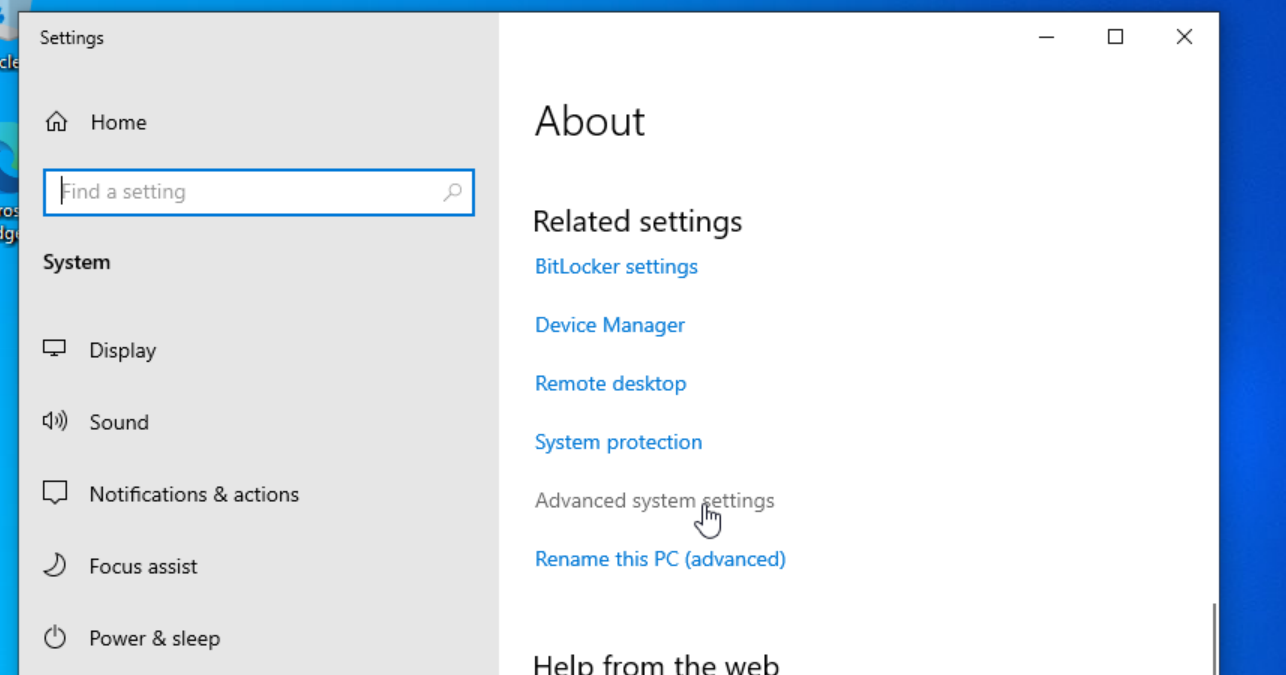 Settings
Home
Find a setting
System
Display
Sound
Notifications & actions
Focus assist
Power & sleep
About
Related settings
BitLocker settings
Device Manager
Remote desktop
System protection
Advanced system settings
Rename this PC (advanced)
Help from the web